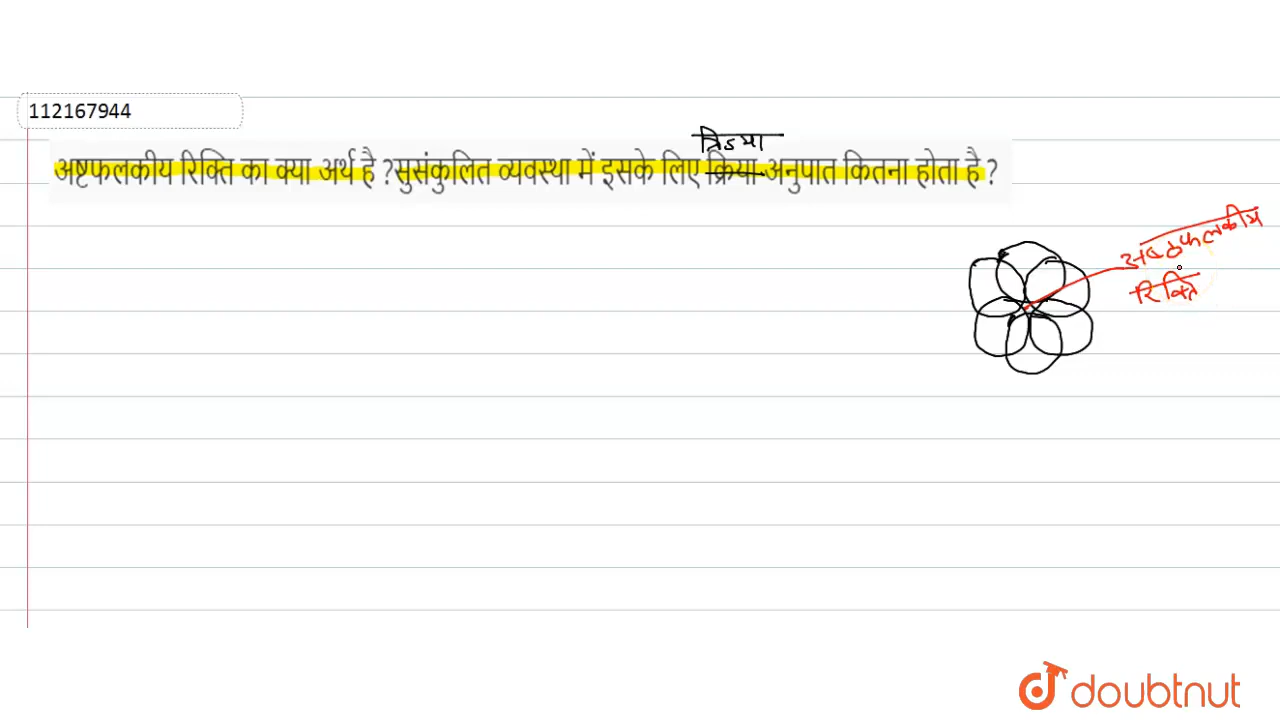 112167944
त्रिज्या
अष्टफलकीय रिक्ति का क्या अर्थ है ?सुसंकुलित व्यवस्था में इसके लिए क्रिया अनुपात कितना होता है ?
अष्टफलकीय
रिक्ति
doubtnut